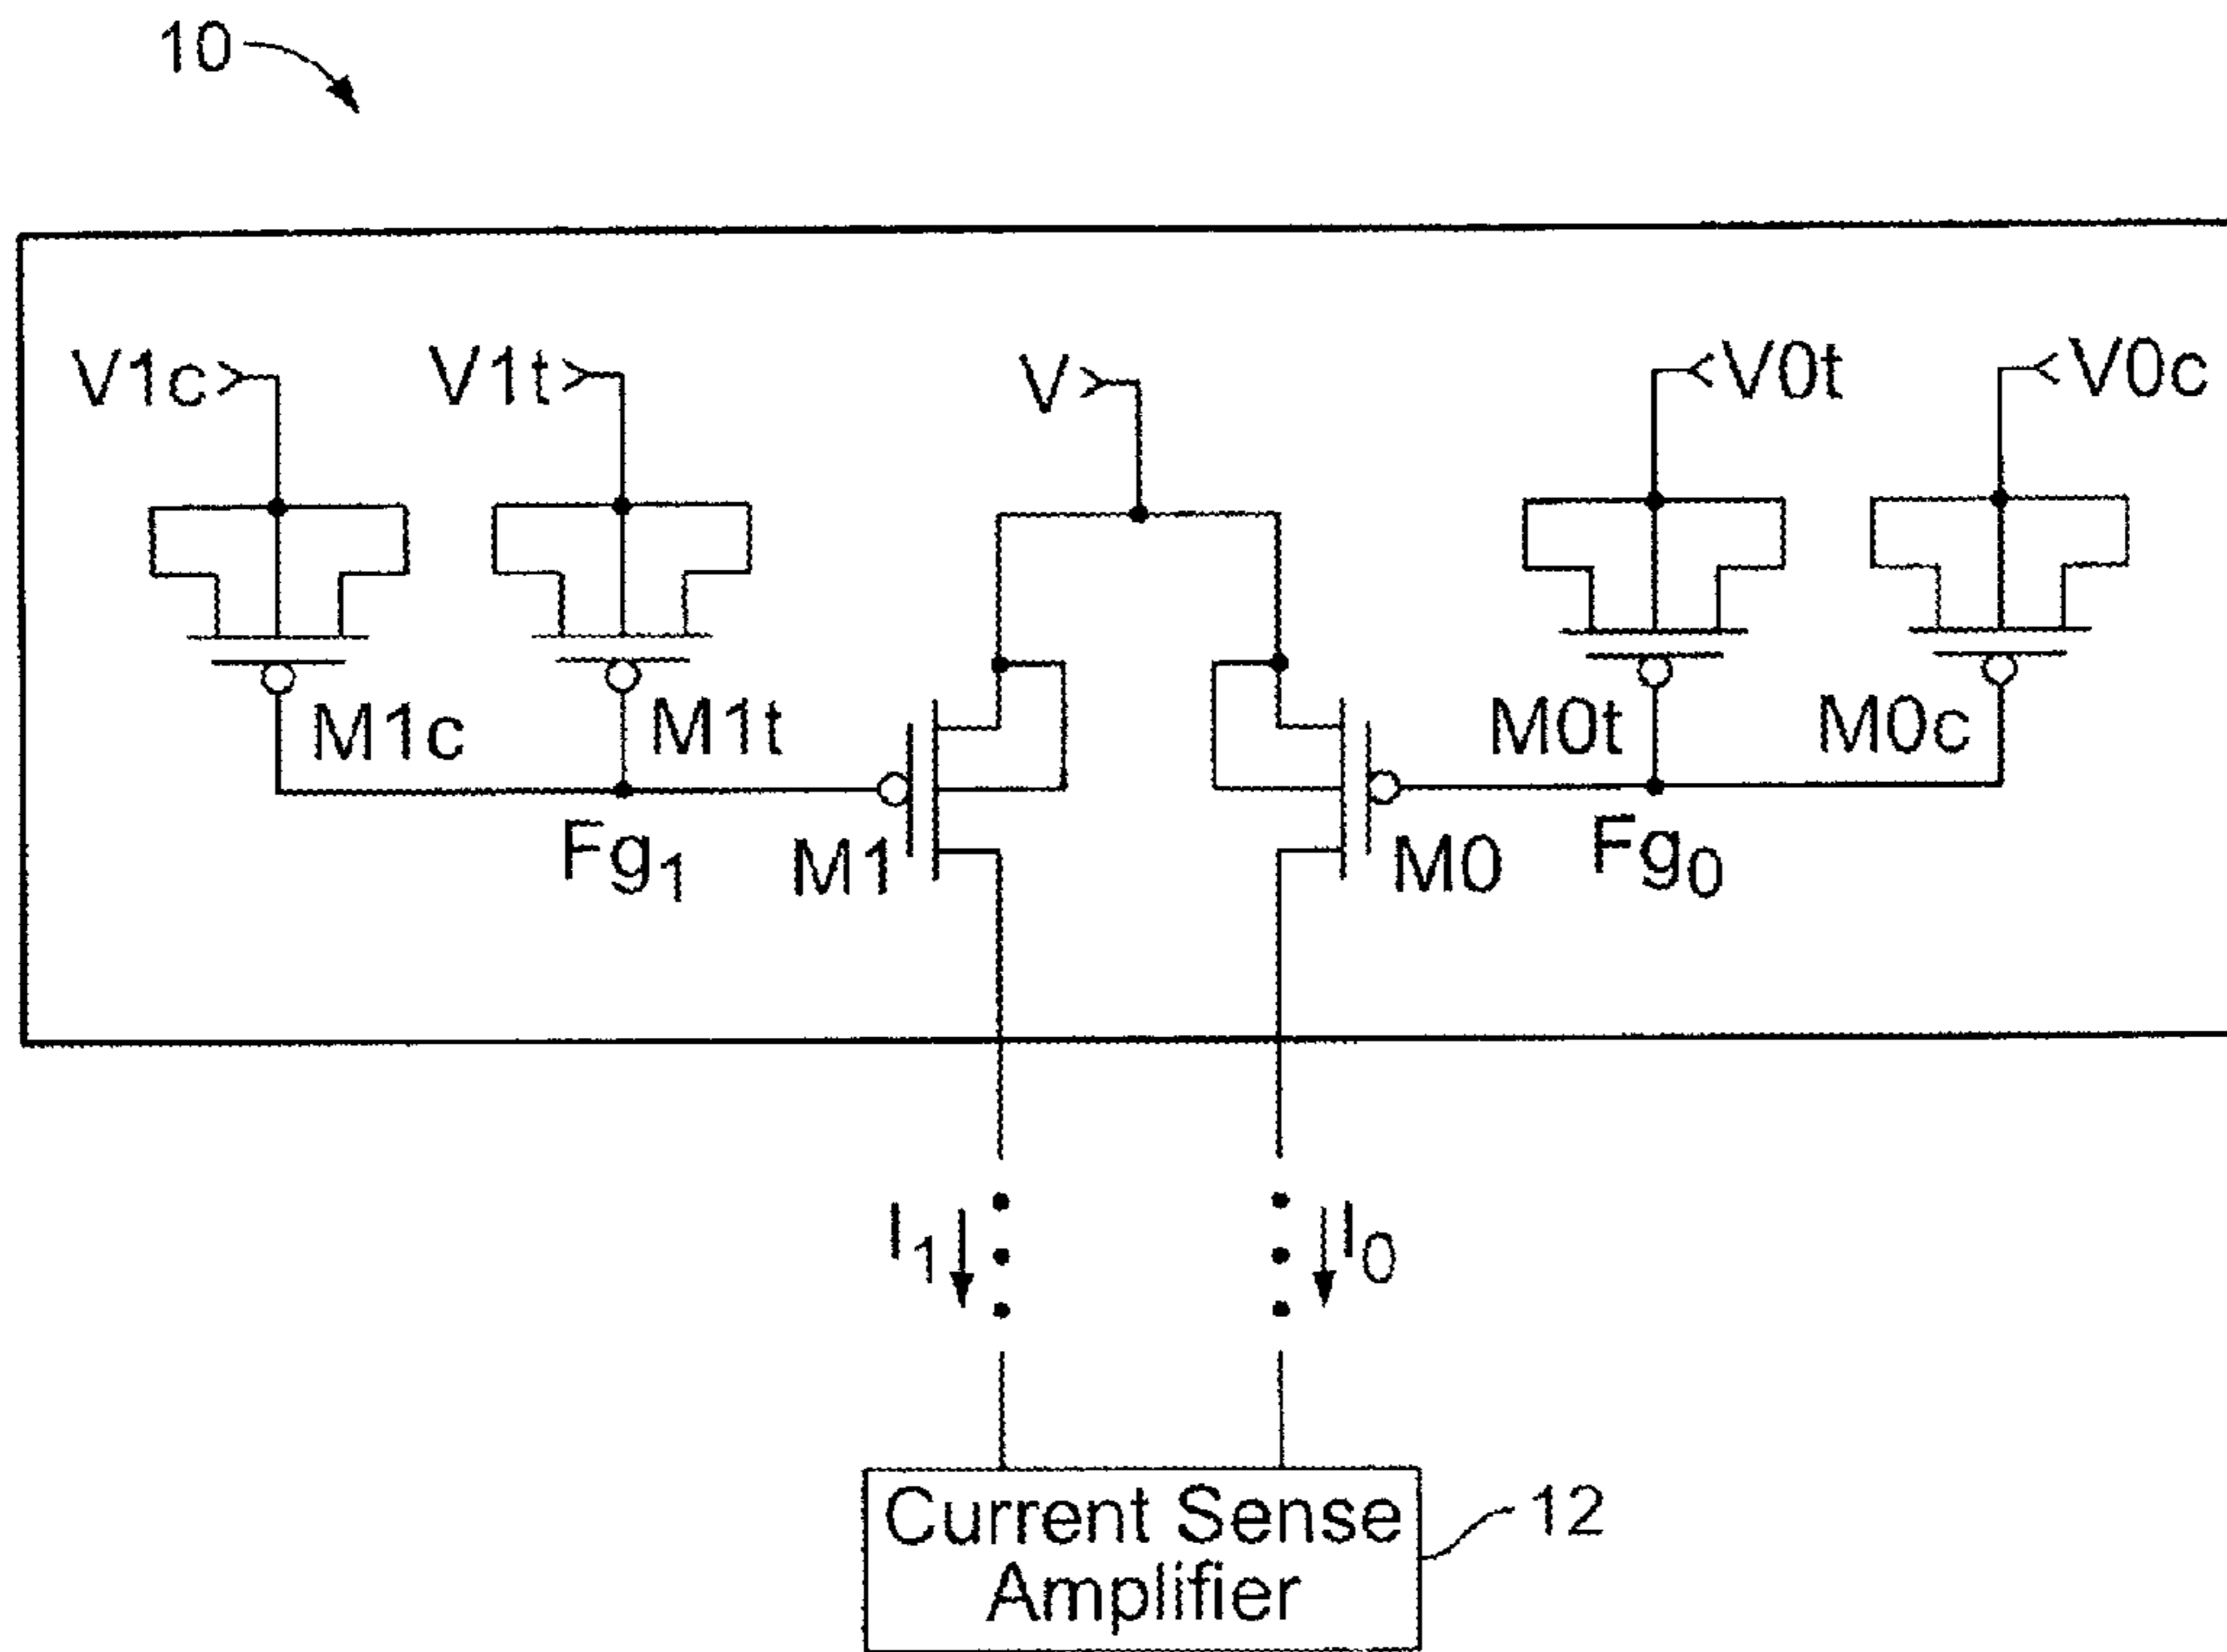 10
V1c
V1t
V
V0t
V0c
M1c
M1t
M0t
M0c
Fg1
M1
M0
Fg0
I1
I0
Current Sense
Amplifier
12